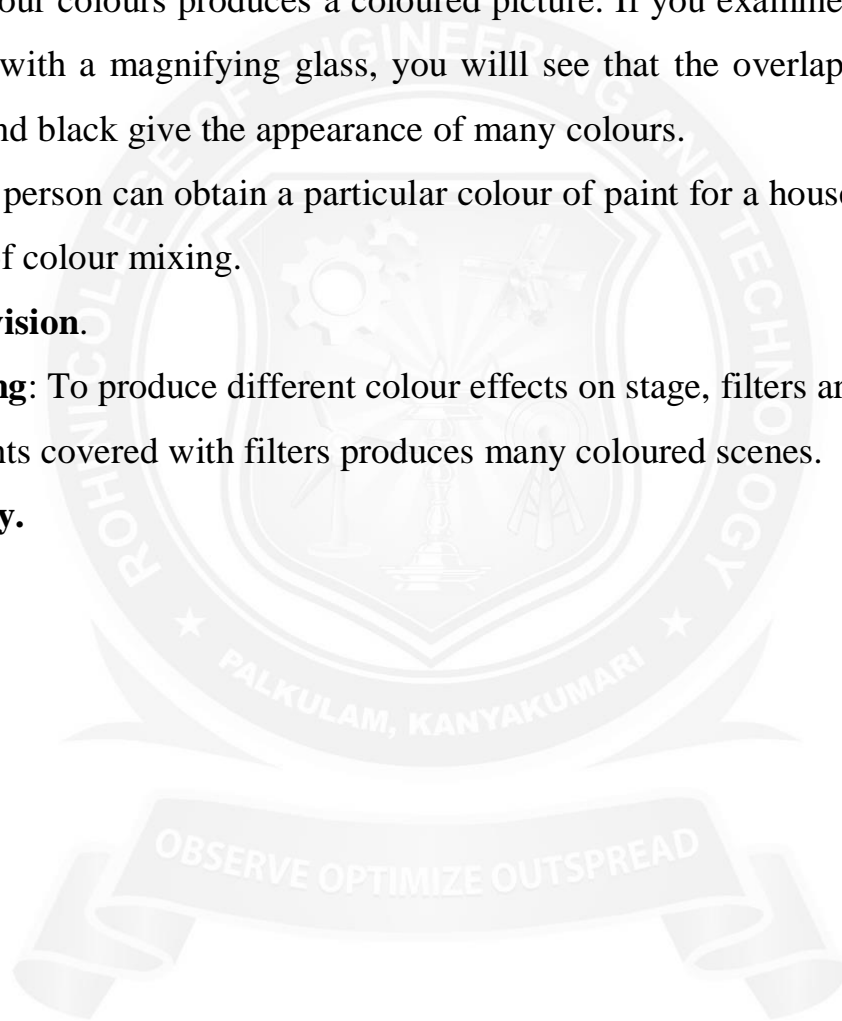 our colours produces a coloured picture. If you examine
with a magnifying glass, you willl see that the overlap
nd black give the appearance of many colours.
person can obtain a particular colour of paint for a house
f colour mixing.
vision.
ng: To produce different colour effects on stage, filters ar
nts covered with filters produces many coloured scenes.
y.
ROHINI COLLEGE OF ENGINEERING AND TECHNOLOGY
PALKULAM, KANYAKUMARI
OBSERVE OPTIMIZE OUTSPREAD